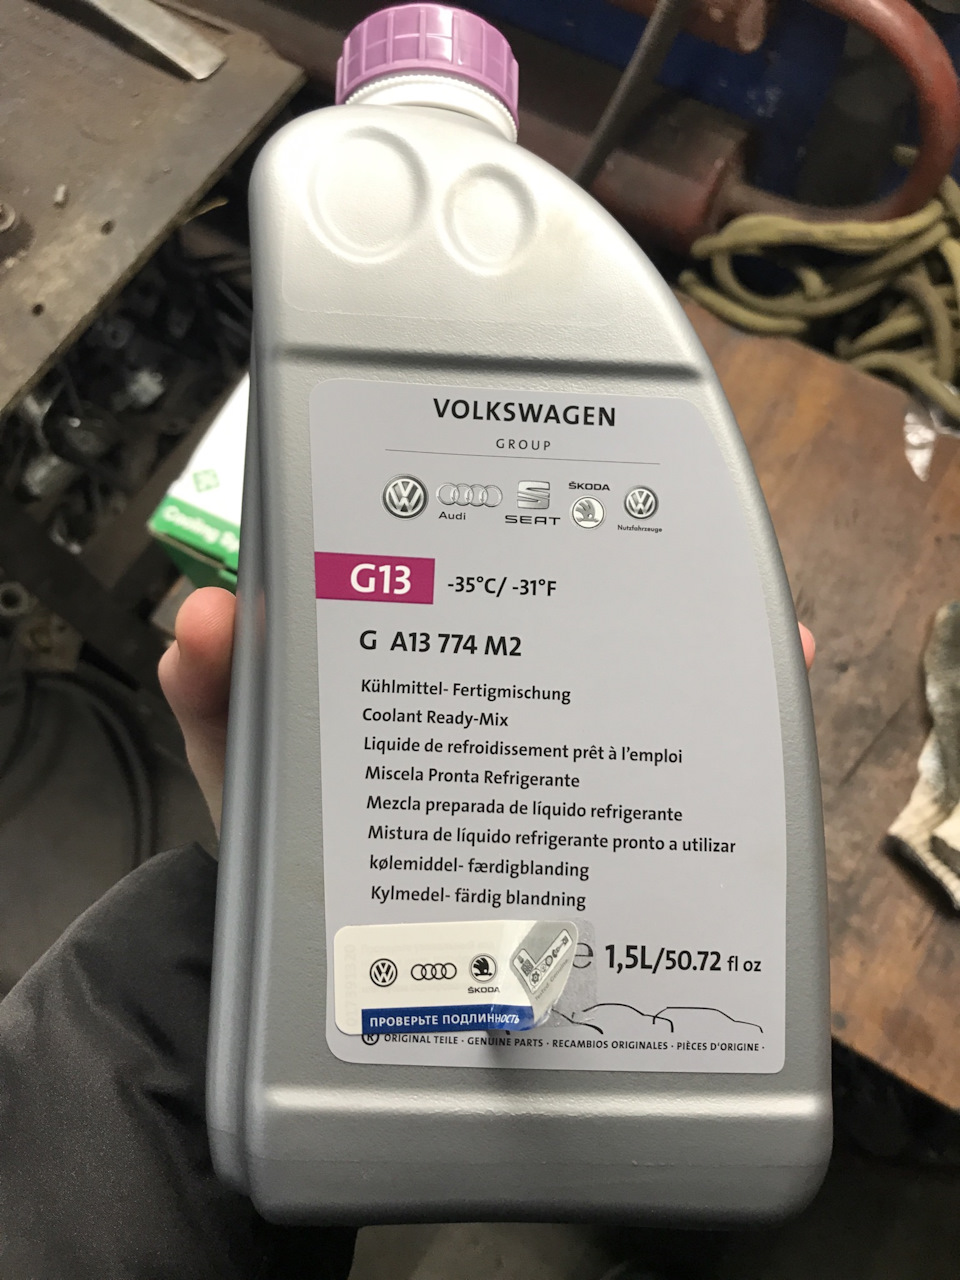 VOLKSWAGEN
GROUP
Audi
SEAT
ŠKODA
Nutzfahrzeuge
G13 -35°C/ -31°F
G A13 774 M2
Kühlmittel- Fertigmischung
Coolant Ready-Mix
Liquide de refroidissement prêt à l'emploi
Miscela Pronta Refrigerante
Mezcla preparada de líquido refrigerante
Mistura de líquido refrigerante pronto a utilizar
kølemiddel- færdigblanding
Kylmedel- färdig blandning
e 1,5L/50.72 fl oz
ŠKODA
ПРОВЕРЬТЕ ПОДЛИННОСТЬ
® ORIGINAL TEILE · GENUINE PARTS · RECAMBIOS ORIGINALES · PIÈCES D'ORIGINE ·
Cooling